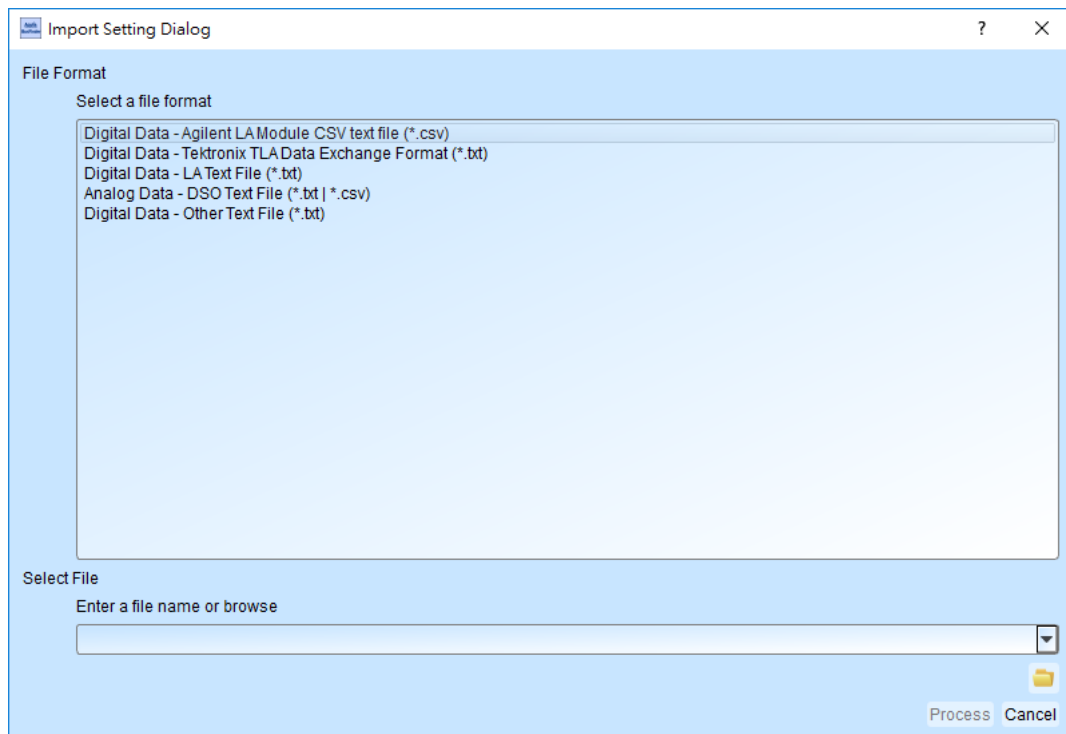 Import Setting Dialog
?
File Format
Select a file format
Digital Data - Agilent LA Module CSV text file (*.csv)
Digital Data - Tektronix TLA Data Exchange Format (*.txt)
Digital Data - LA Text File (*.txt)
Analog Data - DSO Text File (*.txt | *.csv)
Digital Data - Other Text File (*.txt)
Select File
Enter a file name or browse
Process Cancel